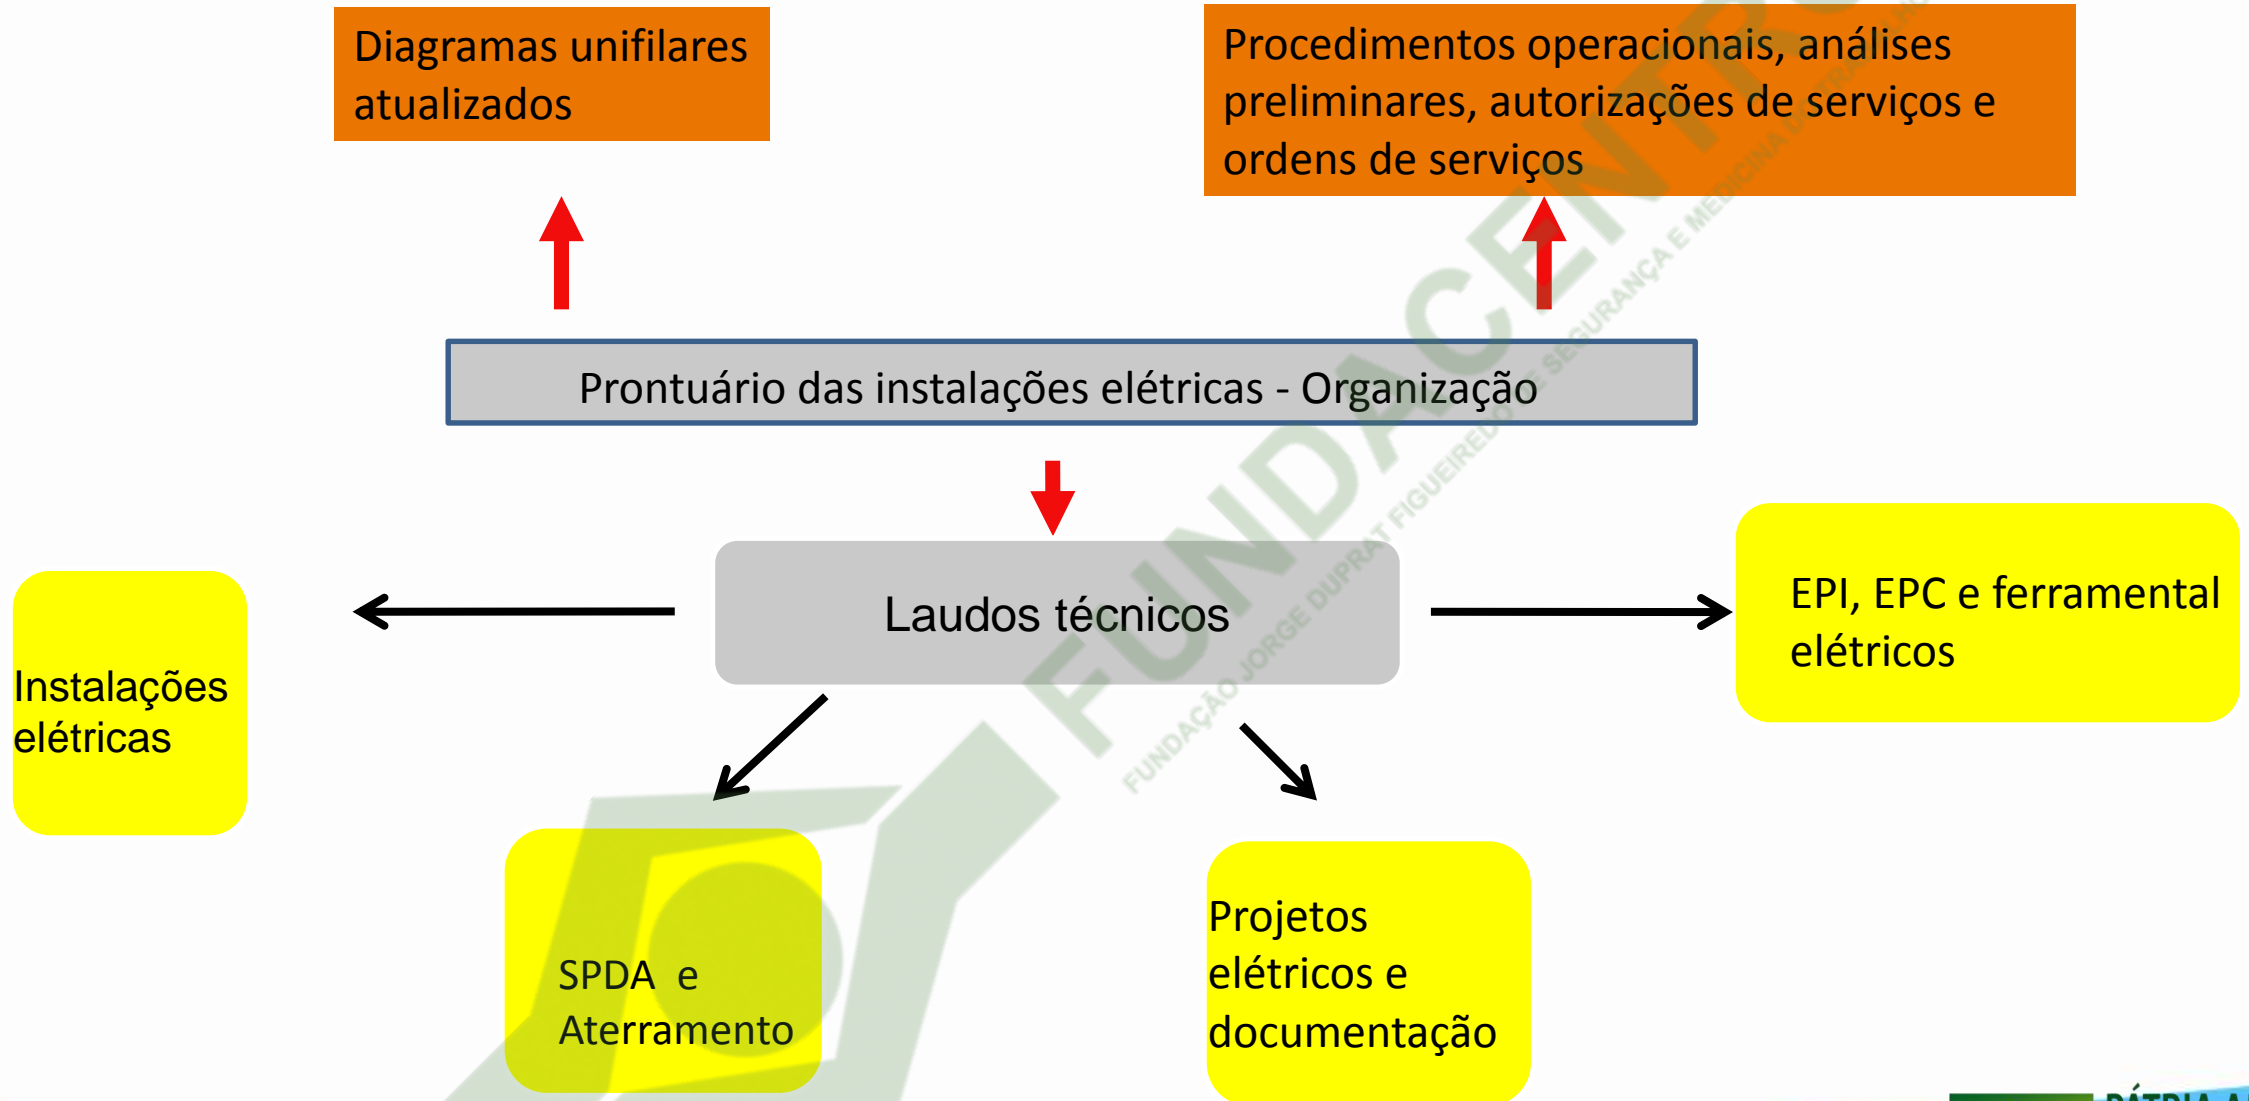 Diagramas unifilares
atualizados
Procedimentos operacionais, análises
preliminares, autorizações de serviços e
ordens de serviços
Prontuário das instalações elétricas - Organização
Laudos técnicos
EPI, EPC e ferramental
elétricos
Instalações
elétricas
SPDA e
Aterramento
Projetos
elétricos e
documentação
FUNDACENTRO
FUNDAÇÃO JORGE DUPRAT FIGUEIREDO DE SEGURANÇA E MEDICINA DE TRABALHO
PÁTRIA